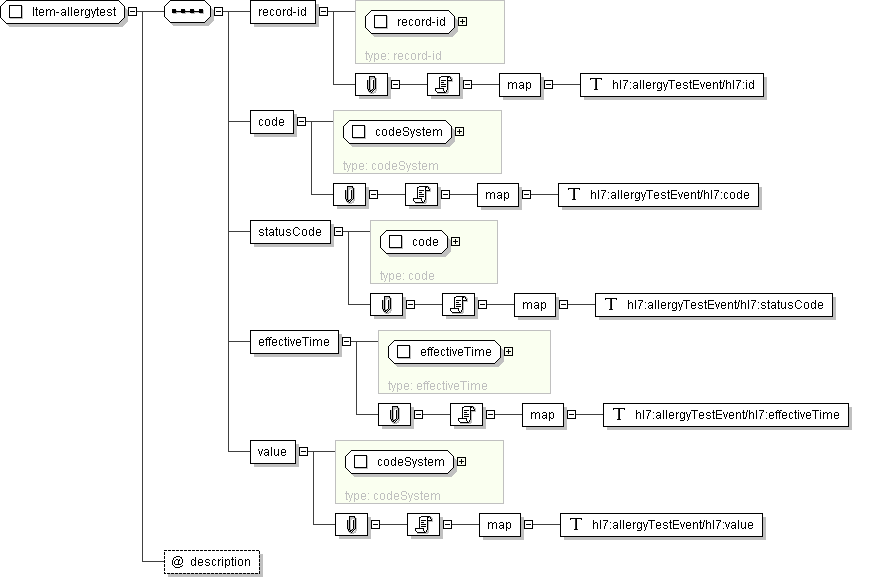 Item-allergytest
record-id
record-id
type: record-id
map
T hl7:allergyTestEvent/hl7:id
code
codeSystem
type: codeSystem
map
T hl7:allergyTestEvent/hl7:code
statusCode
code
type: code
map
T hl7:allergyTestEvent/hl7:statusCode
effectiveTime
effectiveTime
type: effectiveTime
map
T hl7:allergyTestEvent/hl7:effectiveTime
value
codeSystem
type: codeSystem
map
T hl7:allergyTestEvent/hl7:value
@ description